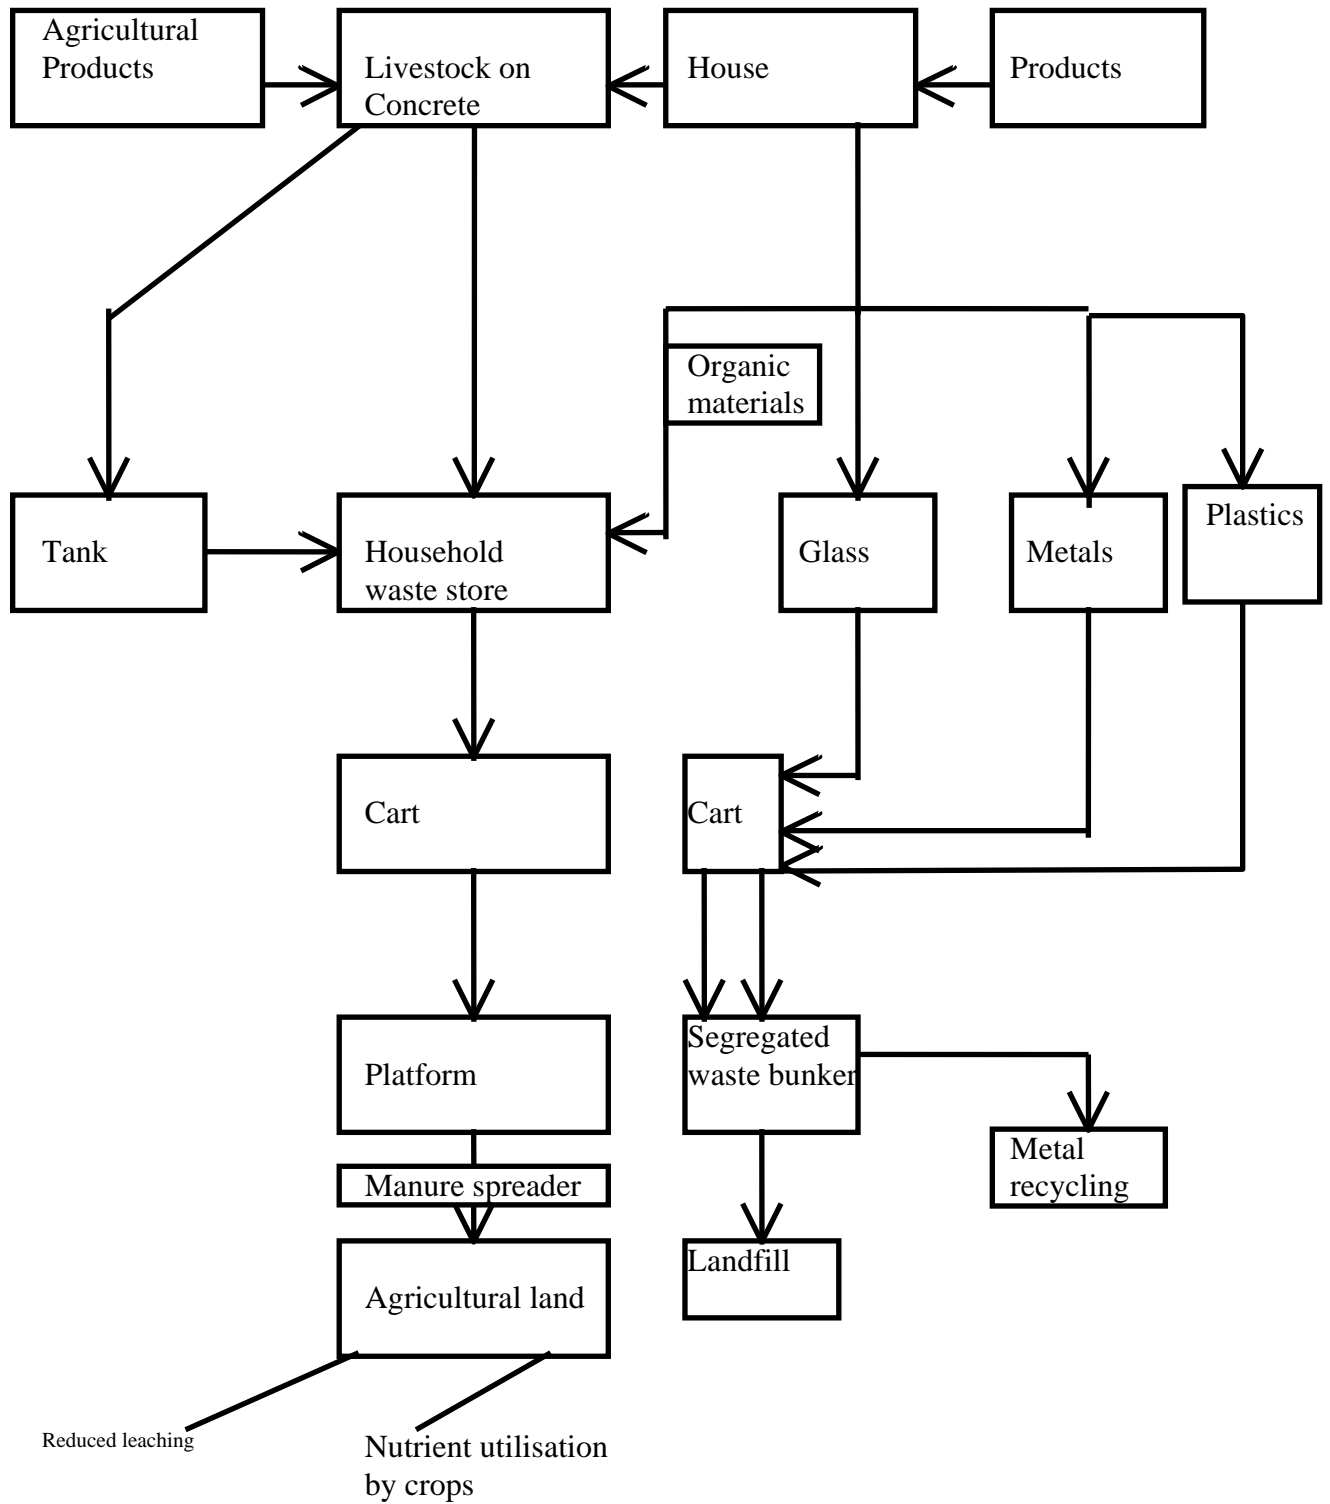 Agricultural
Products
Livestock on
Concrete
House
Products
Organic
materials
Tank
Household
waste store
Glass
Metals
Plastics
Cart
Cart
Platform
Segregated
waste bunker
Manure spreader
Metal
recycling
Agricultural land
Landfill
Reduced leaching
Nutrient utilisation
by crops